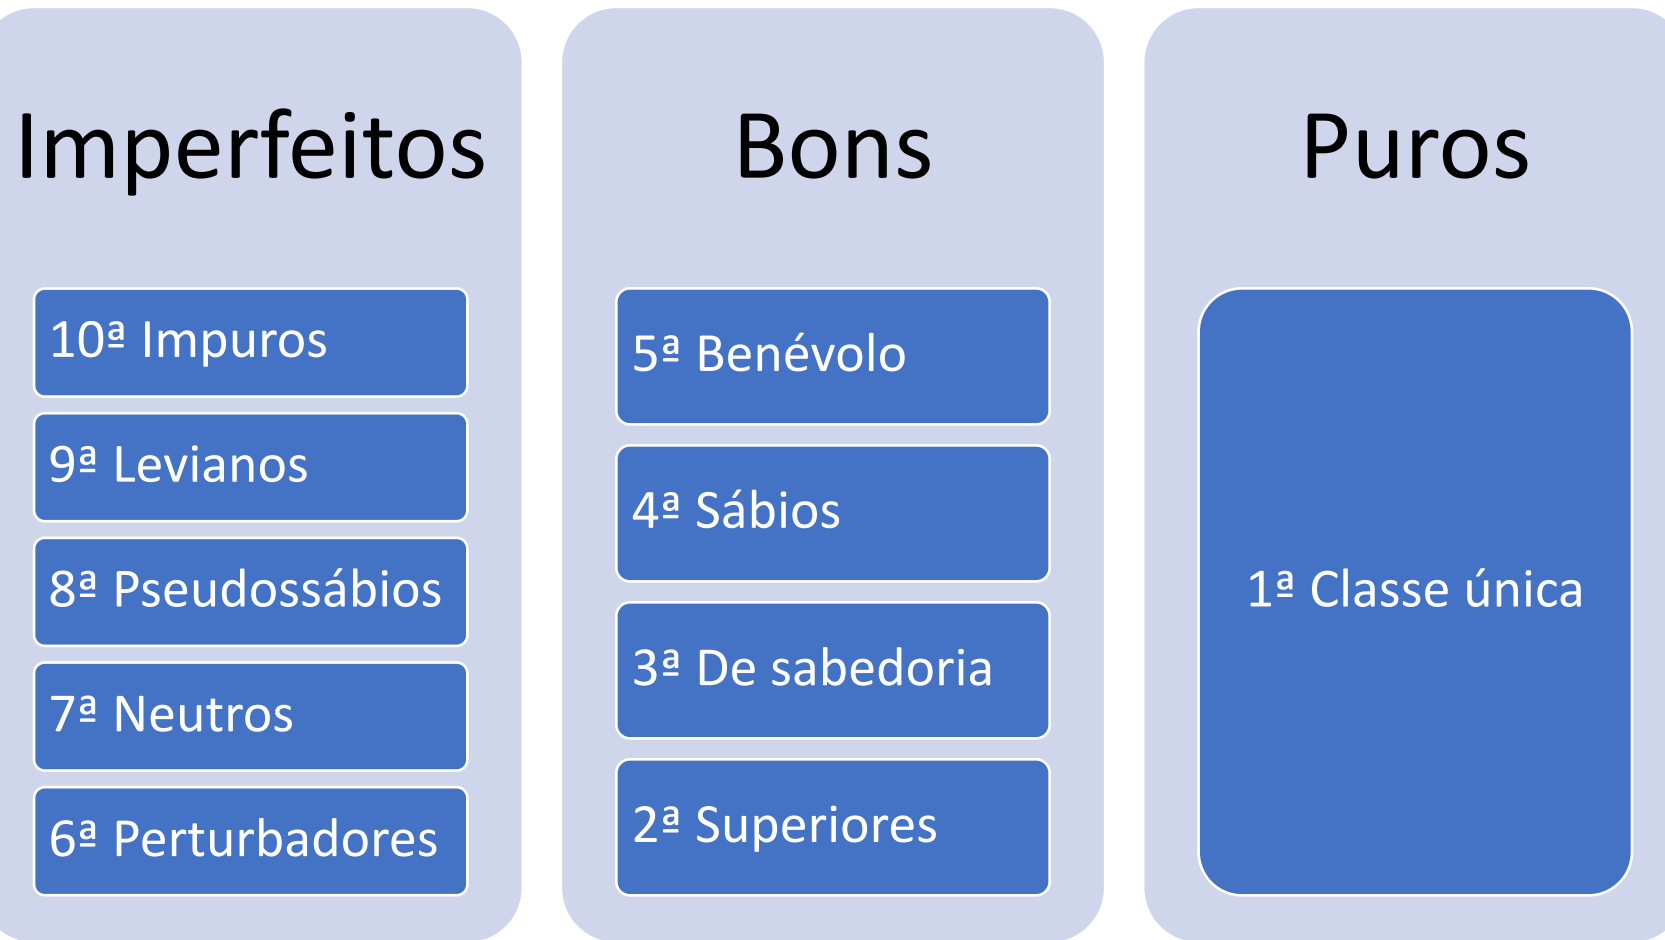 Imperfeitos
10ª Impuros
9ª Levianos
8ª Pseudossábios
7ª Neutros
6ª Perturbadores
Bons
5ª Benévolo
4ª Sábios
3ª De sabedoria
2ª Superiores
Puros
1ª Classe única